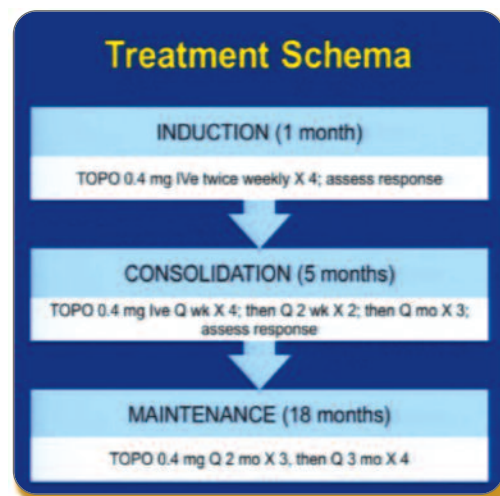 Treatment Schema
INDUCTION (1 month)
TOPO 0.4 mg IVe twice weekly X 4; assess response
CONSOLIDATION (5 months)
TOPO 0.4 mg Ive Q wk X 4; then Q 2 wk X 2; then Q mo X 3;
assess response
MAINTENANCE (18 months)
TOPO 0.4 mg Q 2 mo X 3, then Q 3 mo X 4